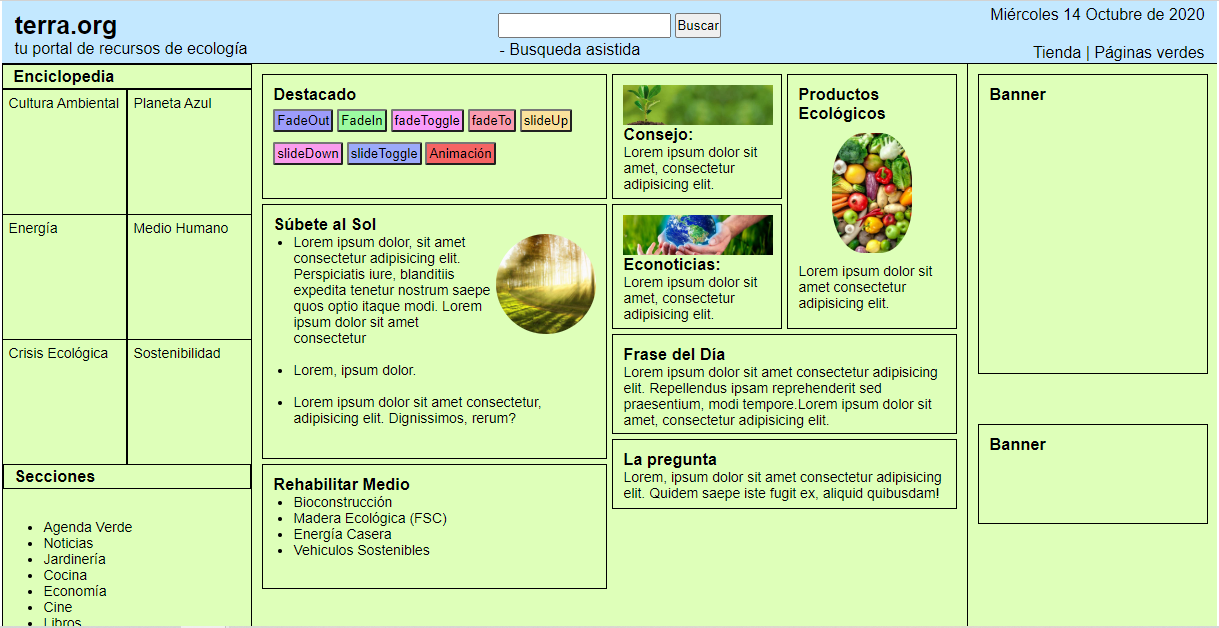 terra.org
tu portal de recursos de ecología
Buscar
- Busqueda asistida
Miércoles 14 Octubre de 2020
Tienda | Páginas verdes
Enciclopedia
Cultura Ambiental
Planeta Azul
Energía
Medio Humano
Crisis Ecológica
Sostenibilidad
Secciones
Agenda Verde
Noticias
Jardinería
Cocina
Economía
Cine
Libros
Destacado
FadeOut FadeIn fadeToggle fadeTo slideUp
slideDown slideToggle Animación
Súbete al Sol
Lorem ipsum dolor, sit amet
consectetur adipisicing elit.
Perspiciatis iure, blanditiis
expedita tenetur nostrum saepe
quos optio itaque modi. Lorem
ipsum dolor sit amet
consectetur
Lorem, ipsum dolor.
Lorem ipsum dolor sit amet consectetur,
adipisicing elit. Dignissimos, rerum?
Rehabilitar Medio
Bioconstrucción
Madera Ecológica (FSC)
Energía Casera
Vehiculos Sostenibles
Consejo:
Lorem ipsum dolor sit
amet, consectetur
adipisicing elit.
Econoticias:
Lorem ipsum dolor sit
amet, consectetur
adipisicing elit.
Productos
Ecológicos
Lorem ipsum dolor sit
amet consectetur
adipisicing elit.
Frase del Día
Lorem ipsum dolor sit amet consectetur adipisicing
elit. Repellendus ipsam reprehenderit sed
praesentium, modi tempore.Lorem ipsum dolor sit
amet, consectetur adipisicing elit.
La pregunta
Lorem, ipsum dolor sit amet consectetur adipisicing
elit. Quidem saepe iste fugit ex, aliquid quibusdam!
Banner
Banner